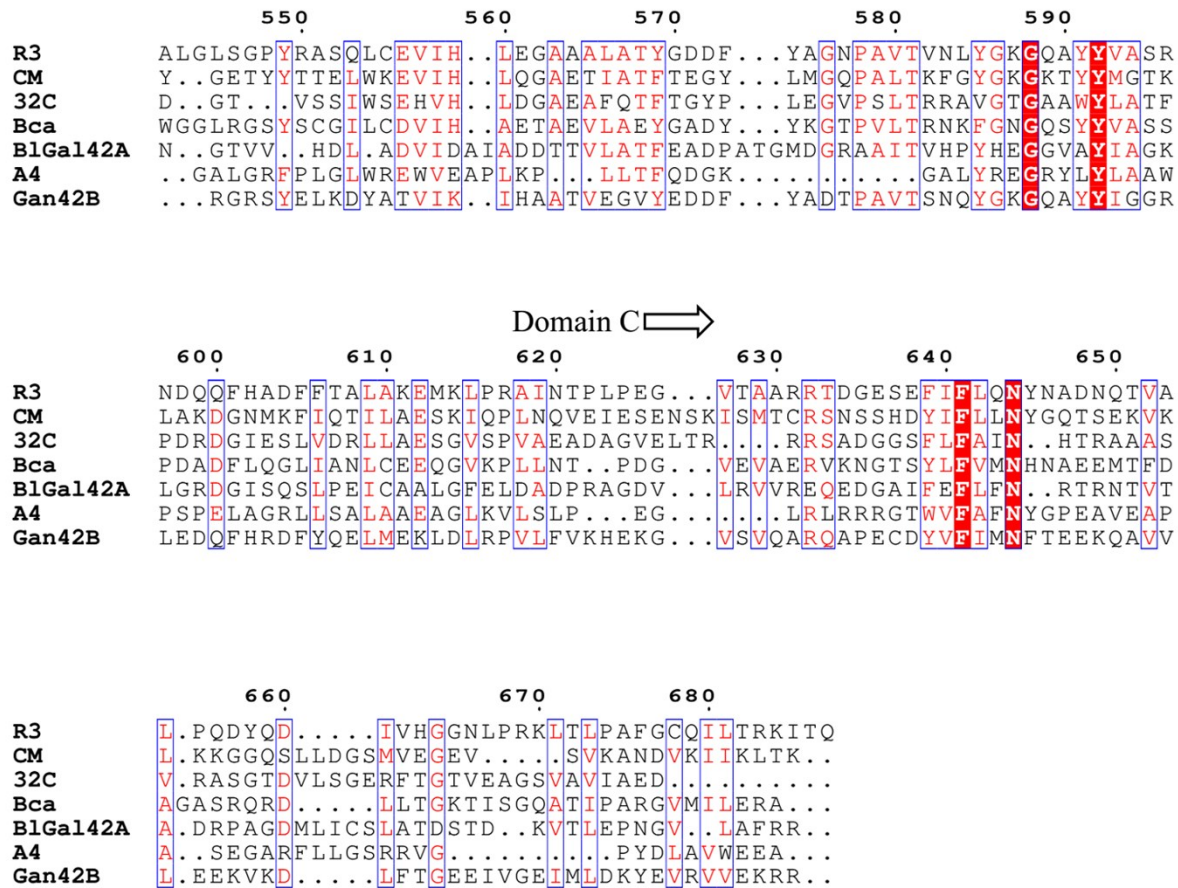 550 560 570 580 590
R3 ALGLSGPYRASQLCEVIH..LEGAAALATYGDDF...YAGNPAVTVNLYGKGQAYYVASR
CM Y..GETYYTTELWKEVIH..LQGAETIATFTEGY...LMGQPALTKFGYGKGKTYYMGTK
32C D..GT...VSSIWSEHVH..LDGAEAFQTFTGYP...LEGVPSLTRRAVGTGAAWYLATF
Bca WGGLRGSYSCGILCDVIH..AETAEVLAEYGADY...YKGTPVLTRNKFGNGQSYYVASS
BlGal42A N..GTVV..HDL.ADVIDAIADDTTVLATFEADPATGMDGRAAITVHPYHEGGVAYIAGK
A4 ..GALGRFPLGLWREWVEAPLKP...LLTFQDGK...........GALYREGRYLYLAAW
Gan42B ...RGRSYELKDYATVIK..IHAATVEGVYEDDF...YADTPAVTSNQYGKGQAYYIGGR
Domain C
600 610 620 630 640 650
R3 NDQQFHADFFTALAKEMKLPRAINTPLPEG...VTAARRTDGESEFIFLQNYNADNQTVA
CM LAKDGNMKFIQTILAESKIQPLNQVEIESENSKISMTCRSNSSHDYIFLLNYGQTSEKVK
32C PDRDGIESLVDRLLAESGVSPVAEADAGVELTR....RRSADGGSFLFAIN..HTRAAAS
Bca PDADFLQGLIANLCEEQGVKPLLNT..PDG...VEVAERVKNGTSYLFVMNHNAEEMTFD
BlGal42A LGRDGISQSLPEICAALGFELDADPRAGDV...LRVVREQEDGAIFEFLFN..RTRNTVT
A4 PSPELAGRLLSALAAEAGLKVLSLP...EG......LRLRRRGTWVFAFNYGPEAVEAP
Gan42B LEDQFHRDFYQELMEKLDLRPVLFVKHEKG...VSVQARQAPECDYVFIMNFTEEKQAVV
660 670 680
R3 L.PQDYQD.....IVHGGNLPRKLTLPAFGCQILTRKITQ
CM L.KKGGQSLLDGSMVEGEV.....SVKANDVKIIKLTK..
32C V.RASGTDVLSGERFTGTVEAGSVAVIAED..........
Bca AGASRQRD.....LLTGKTISGQATIPARGVMILERA...
BlGal42A A.DRPAGDMLICSLATDSTD..KVTLEPNGV..LAFRR..
A4 A..SEGARFLLGSRRVG..........PYDLAVWEEA...
Gan42B L.EEKVKD.....LFTGEEIVGEIMLDKYEVRVVEKRR..